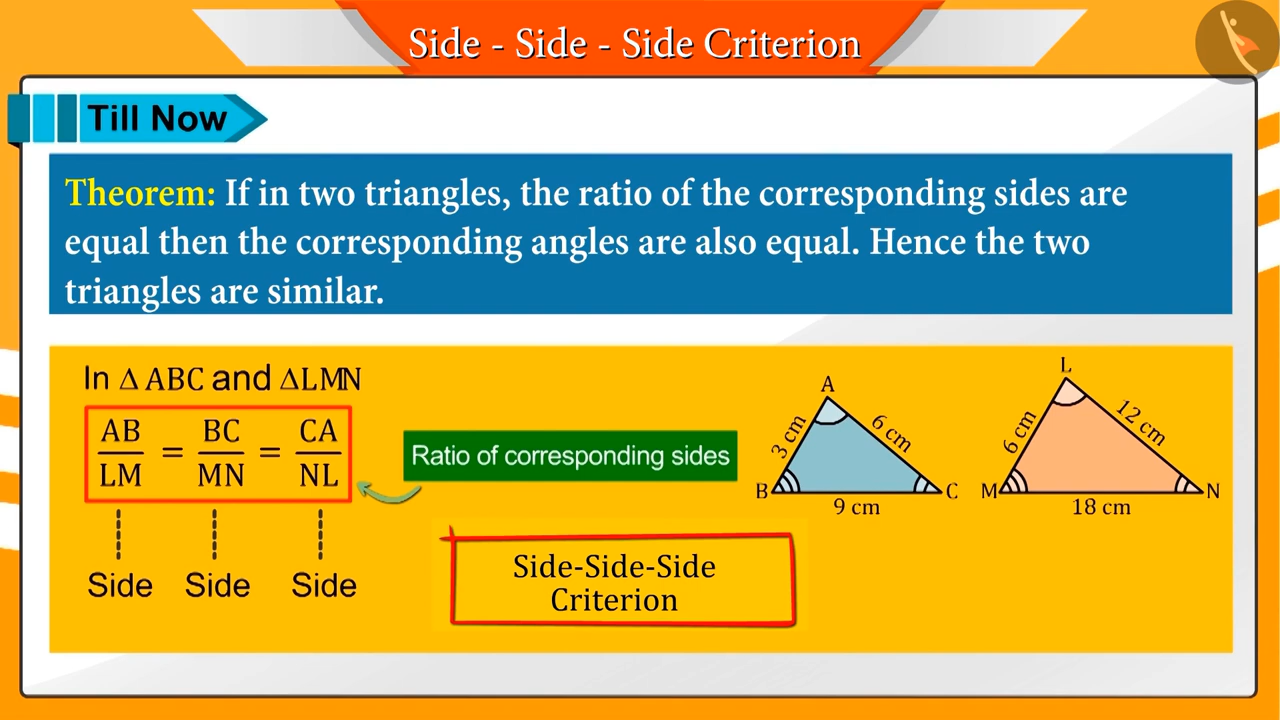 Side - Side - Side Criterion
Till Now
Theorem: If in two triangles, the ratio of the corresponding sides are
equal then the corresponding angles are also equal. Hence the two
triangles are similar.
In Δ ABC and ΔLMN
AB/LM = BC/MN = CA/NL
Side Side Side
Ratio of corresponding sides
Side-Side-Side
Criterion
A
3 cm
6 cm
B
C
9 cm
L
6 cm
12 cm
M
N
18 cm